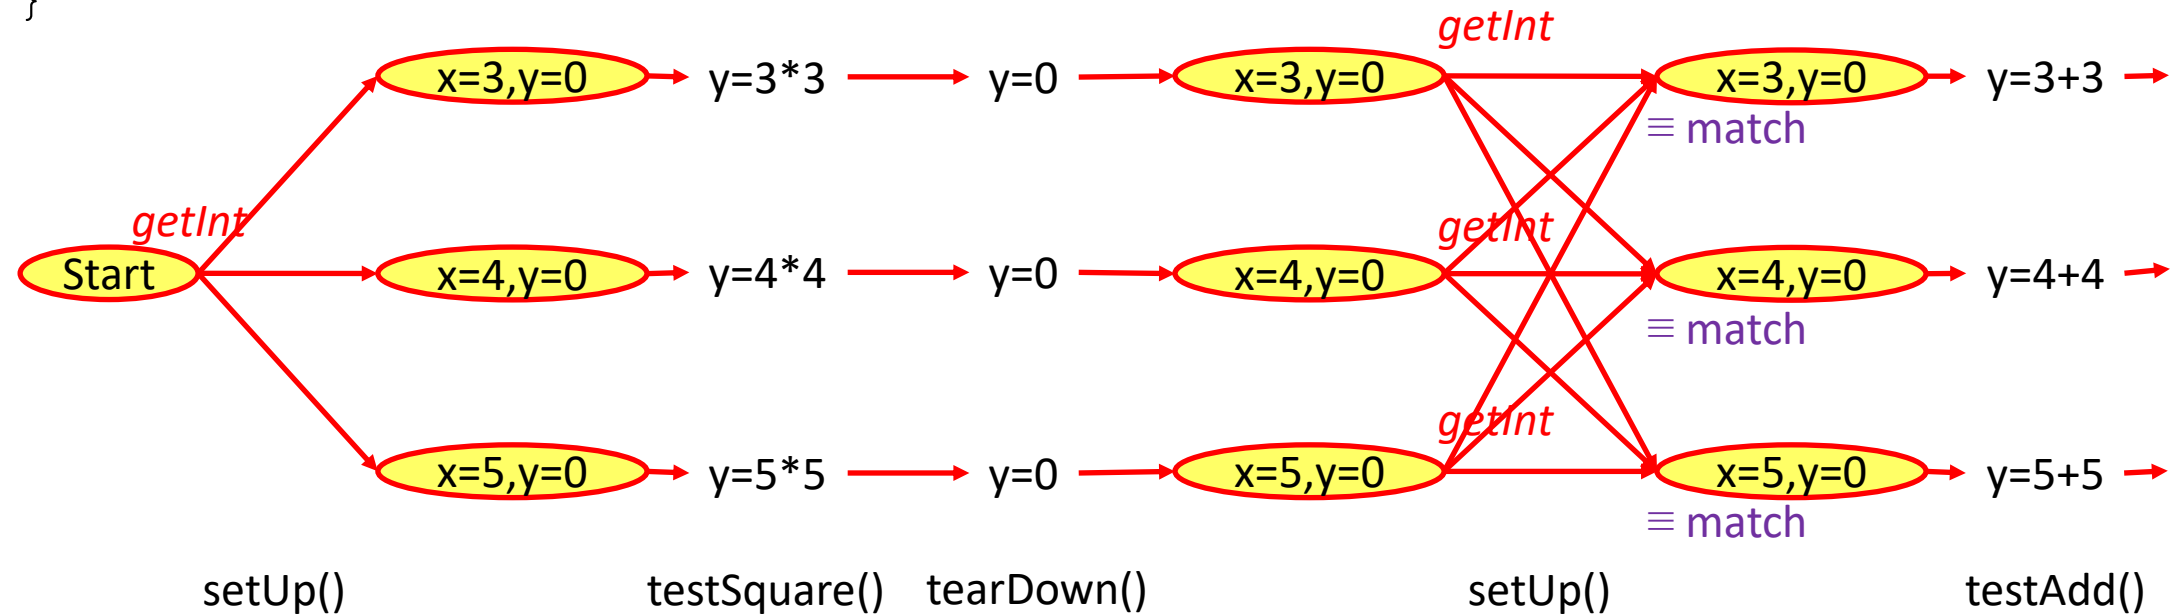 }
getInt
x=3,y=0 y=3*3 y=0 x=3,y=0 x=3,y=0 y=3+3
≡ match
getInt getInt
Start x=4,y=0 y=4*4 y=0 x=4,y=0 x=4,y=0 y=4+4
≡ match
getInt
x=5,y=0 y=5*5 y=0 x=5,y=0 x=5,y=0 y=5+5
≡ match
setUp() testSquare() tearDown() setUp() testAdd()